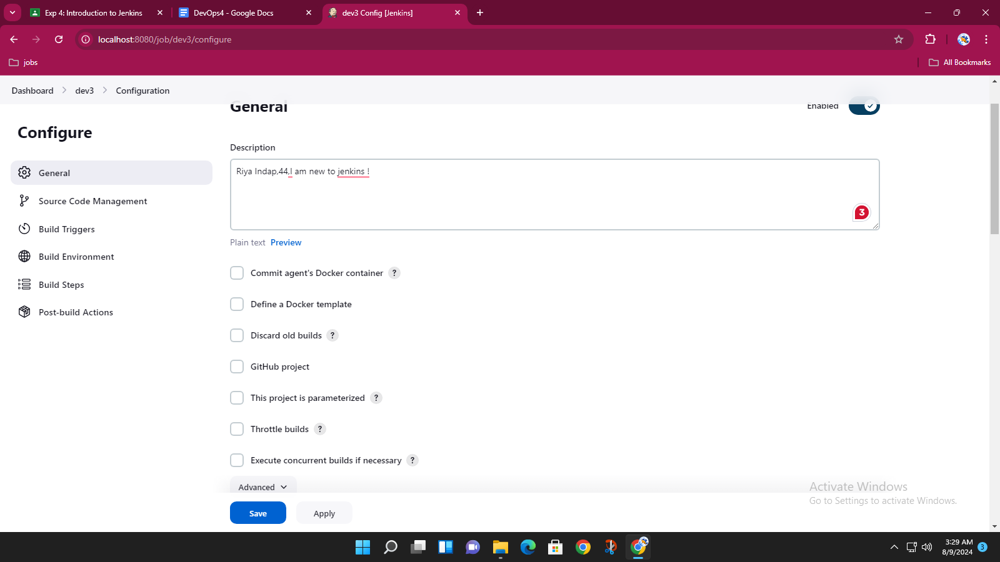 Exp 4: Introduction to Jenkins
DevOps4 - Google Docs
dev3 Config [Jenkins]
localhost:8080/job/dev3/configure
jobs
All Bookmarks
Dashboard
dev3
Configuration
Configure
General
Source Code Management
Build Triggers
Build Environment
Build Steps
Post-build Actions
General
Enabled
Description
Riya Indap,44,I am new to jenkins !
3
Plain text Preview
Commit agent's Docker container ?
Define a Docker template
Discard old builds ?
GitHub project
This project is parameterized ?
Throttle builds ?
Execute concurrent builds if necessary ?
Advanced
Save
Apply
Activate Windows
Go to Settings to activate Windows.
3:29 AM
8/9/2024
3